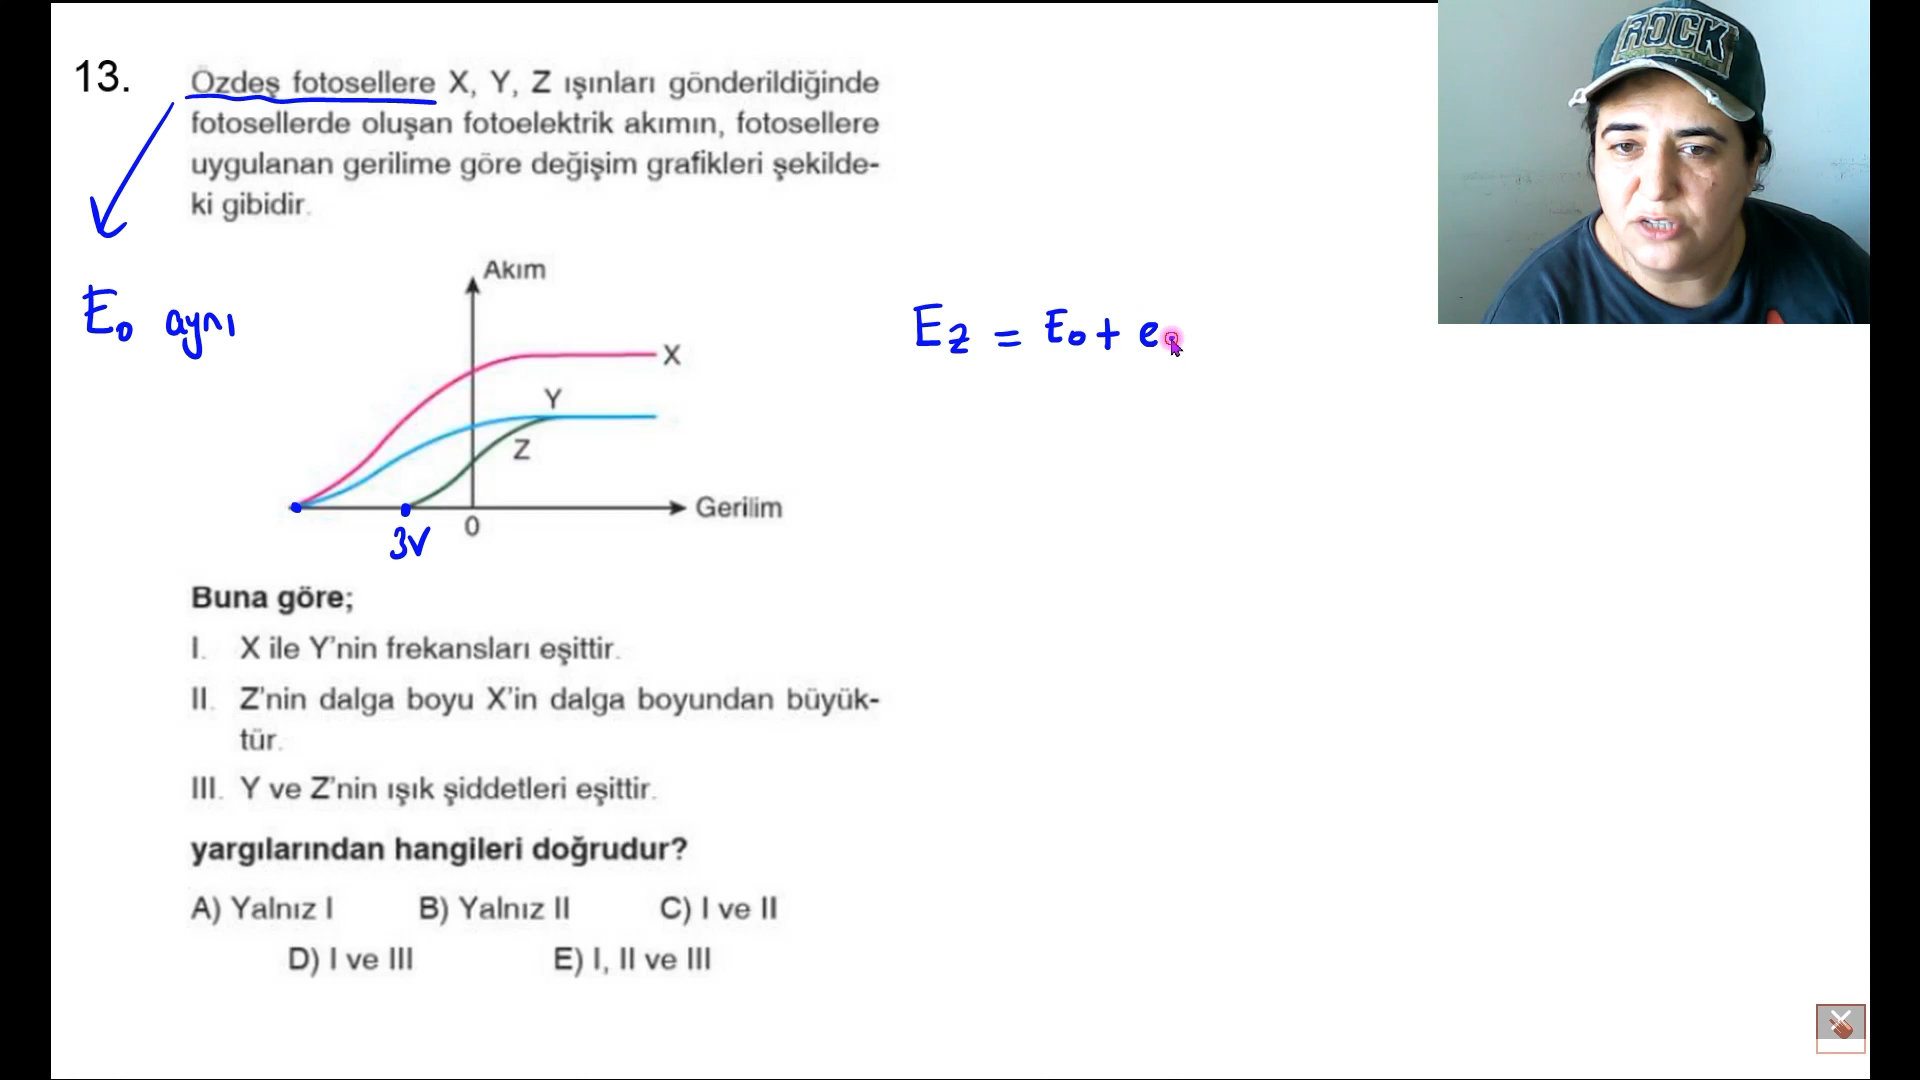 13. Özdeş fotosellere X, Y, Z ışınları gönderildiğinde
fotosellerde oluşan fotoelektrik akımın, fotosellere
uygulanan gerilime göre değişim grafikleri şekilde-
ki gibidir.
E₀ aynı
Akım
X
Y
Z
Gerilim
0
3V
E_Z = E₀ + e
ROCK
Buna göre;
I. X ile Y'nin frekansları eşittir.
II. Z'nin dalga boyu X'in dalga boyundan büyük-
tür.
III. Y ve Z'nin ışık şiddetleri eşittir.
yargılarından hangileri doğrudur?
A) Yalnız I B) Yalnız II C) I ve II
D) I ve III E) I, II ve III